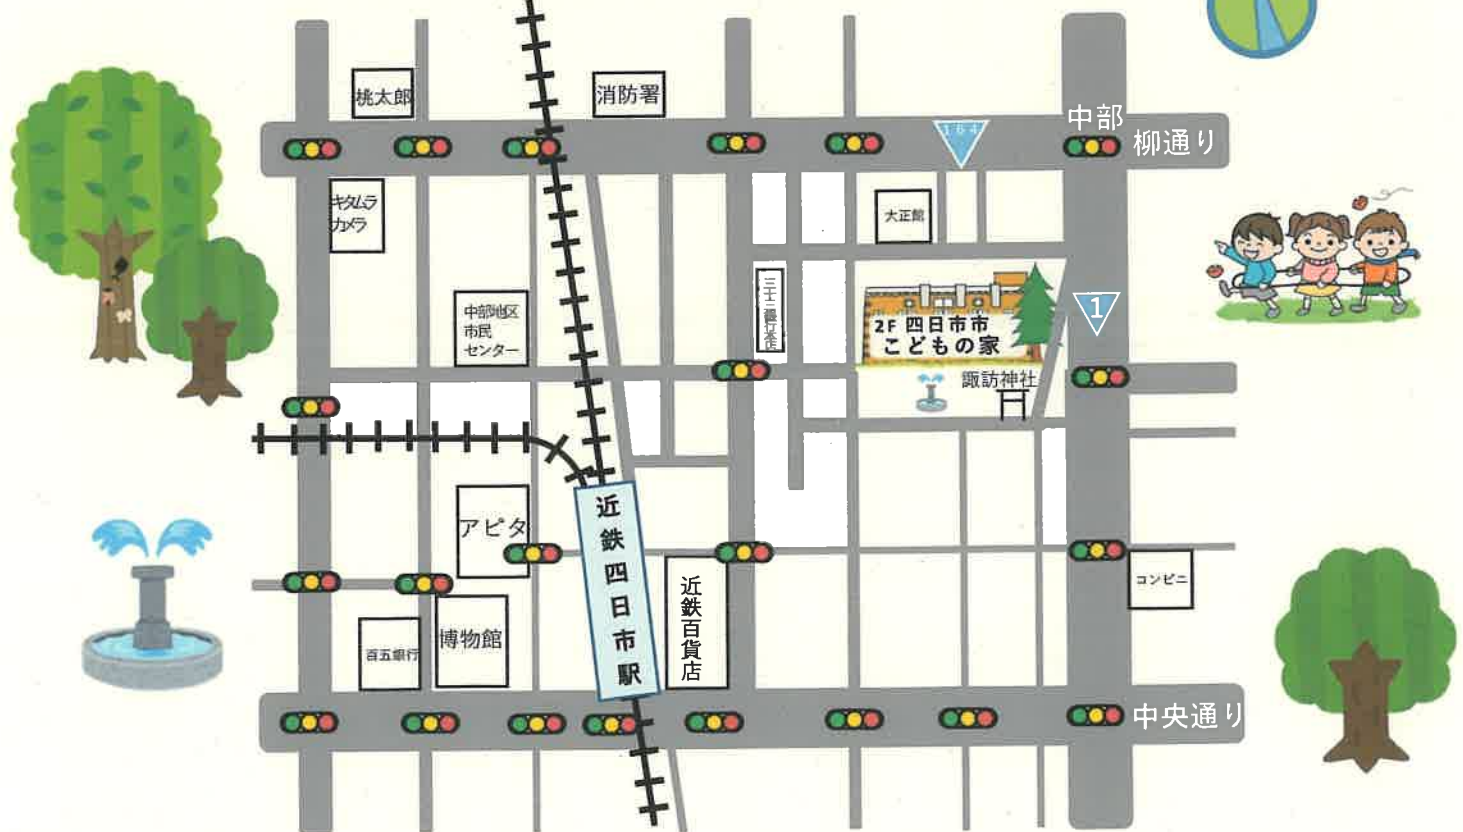 桃太郎
消防署
164
中部
柳通り
キタムラ
カメラ
大正館
中部地区
市民
センター
三十三銀行本店
1
2F 四日市市
こどもの家
諏訪神社
アピタ
近鉄四日市駅
近鉄百貨店
コンビニ
百五銀行
博物館
中央通り